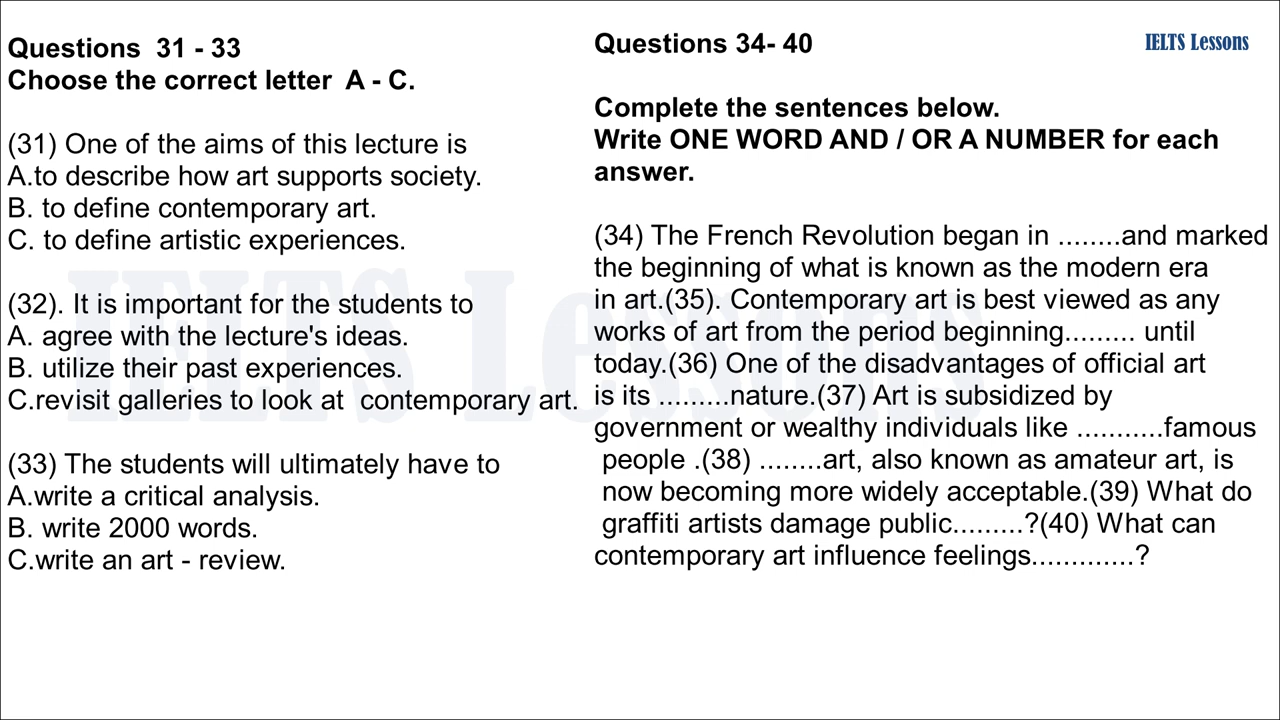 Questions 31 - 33
Choose the correct letter A - C.
(31) One of the aims of this lecture is
A.to describe how art supports society.
B. to define contemporary art.
C. to define artistic experiences.
(32). It is important for the students to
A. agree with the lecture's ideas.
B. utilize their past experiences.
C.revisit galleries to look at contemporary art.
(33) The students will ultimately have to
A.write a critical analysis.
B. write 2000 words.
C.write an art - review.
Questions 34- 40
IELTS Lessons
Complete the sentences below.
Write ONE WORD AND / OR A NUMBER for each
answer.
(34) The French Revolution began in ........and marked
the beginning of what is known as the modern era
in art.(35). Contemporary art is best viewed as any
works of art from the period beginning......... until
today.(36) One of the disadvantages of official art
is its .........nature.(37) Art is subsidized by
government or wealthy individuals like ...........famous
people .(38) ........art, also known as amateur art, is
now becoming more widely acceptable.(39) What do
graffiti artists damage public.........?(40) What can
contemporary art influence feelings.............?
IELTS Lessons